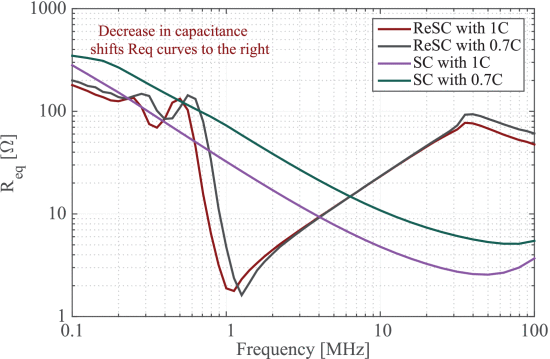 1000
100
10
1
R_eq [Ω]
Decrease in capacitance
shifts Req curves to the right
ReSC with 1C
ReSC with 0.7C
SC with 1C
SC with 0.7C
0.1
1
10
100
Frequency [MHz]